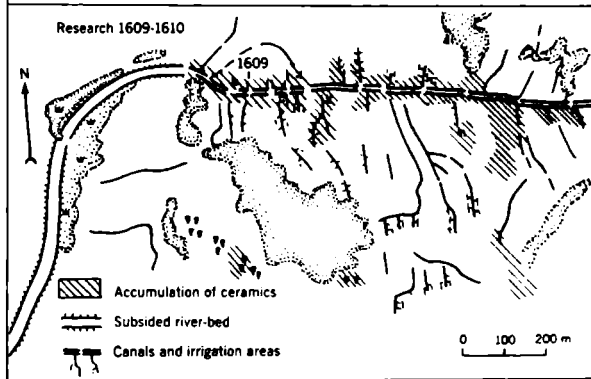 Research 1609-1610
1609
N
Accumulation of ceramics
Subsided river-bed
Canals and irrigation areas
0 100 200 m